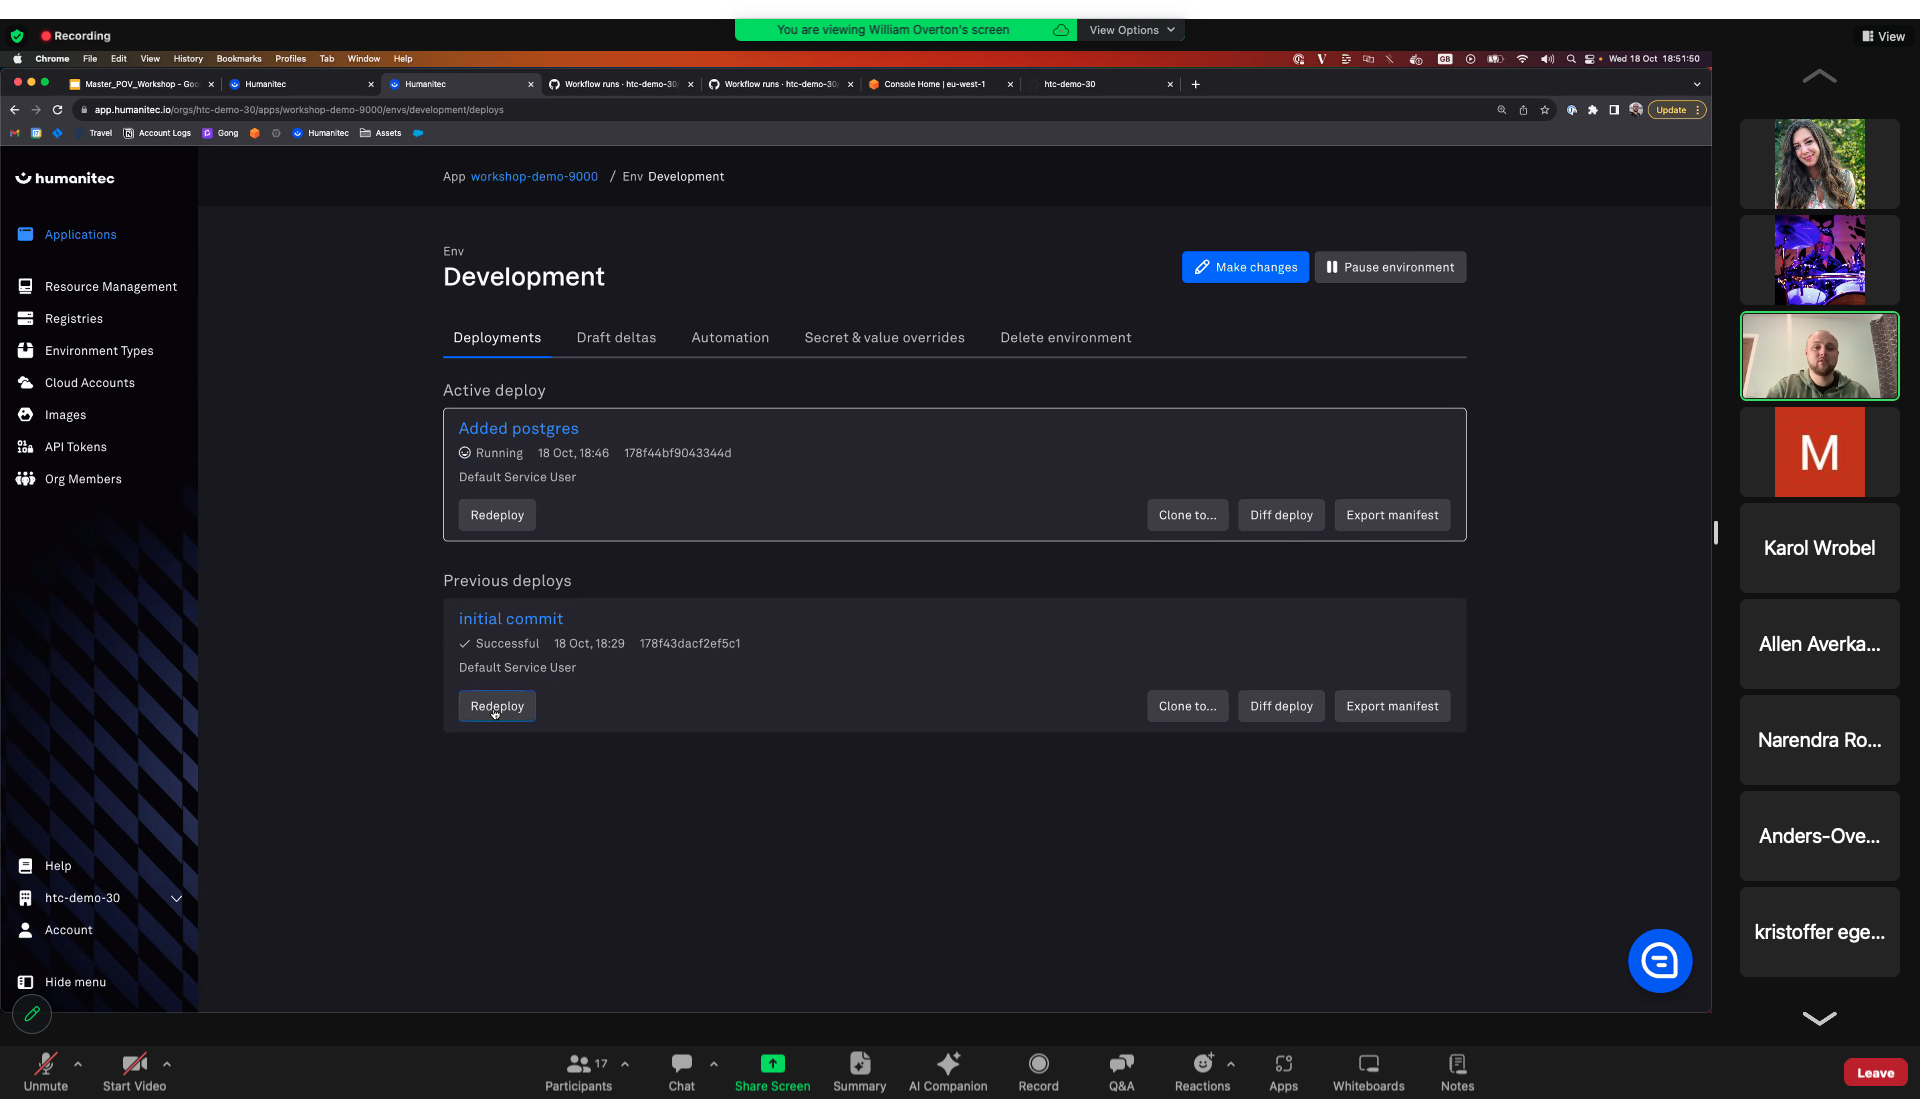 Recording
You are viewing William Overton's screen
View Options
View
Chrome File Edit View History Bookmarks Profiles Tab Window Help
GB
Wed 18 Oct 18:51:50
Master_POV_Workshop - Goo
Humanitec
Humanitec
Workflow runs · htc-demo-30
Workflow runs · htc-demo-30/
Console Home | eu-west-1
htc-demo-30
app.humanitec.io/orgs/htc-demo-30/apps/workshop-demo-9000/envs/development/deploys
Update
Travel
Account Logs
Gong
Humanitec
Assets
humanitec
App workshop-demo-9000 / Env Development
Applications
Resource Management
Registries
Environment Types
Cloud Accounts
Images
API Tokens
Org Members
Help
htc-demo-30
Account
Hide menu
Env
Development
Make changes
Pause environment
Deployments
Draft deltas
Automation
Secret & value overrides
Delete environment
Active deploy
Added postgres
Running 18 Oct, 18:46 178f44bf9043344d
Default Service User
Redeploy
Clone to...
Diff deploy
Export manifest
Previous deploys
initial commit
Successful 18 Oct, 18:29 178f43dacf2ef5c1
Default Service User
Redeploy
Clone to...
Diff deploy
Export manifest
M
Karol Wrobel
Allen Averka...
Narendra Ro...
Anders-Ove...
kristoffer ege...
Unmute
Start Video
17
Participants
Chat
Share Screen
Summary
AI Companion
Record
Q&A
Reactions
Apps
Whiteboards
Notes
Leave